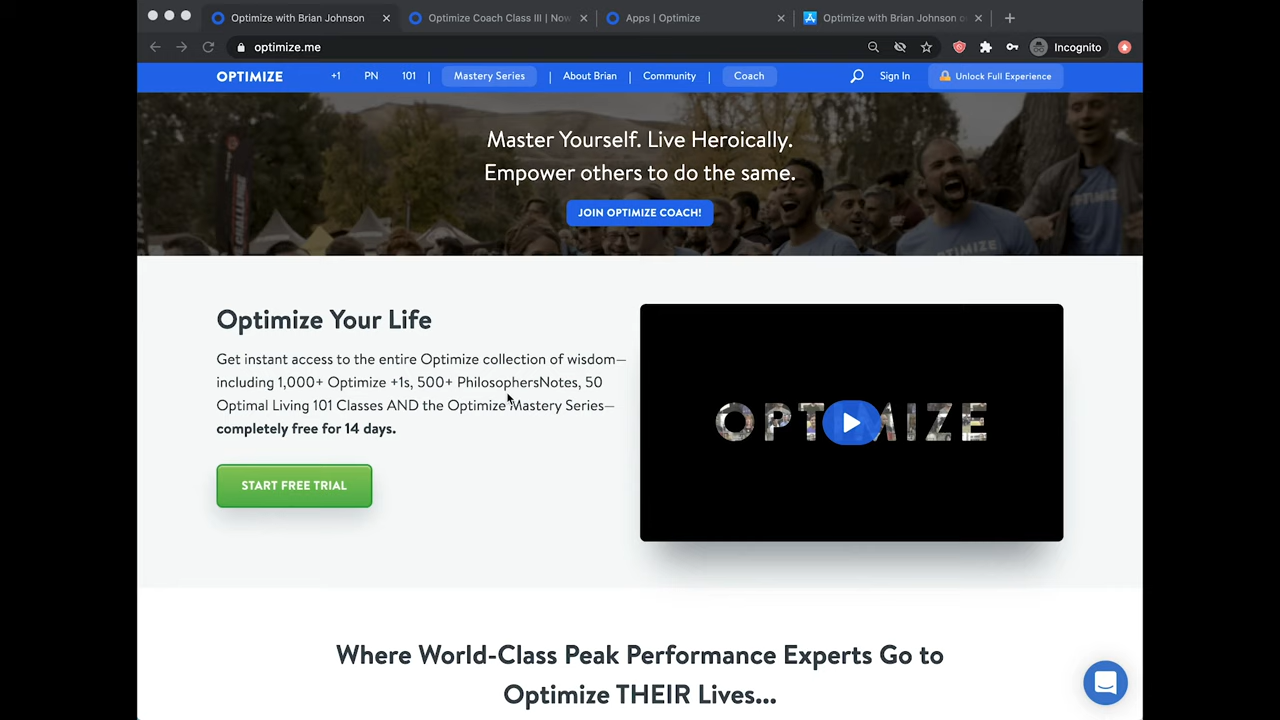 Optimize with Brian Johnson
Optimize Coach Class III | Now
Apps | Optimize
Optimize with Brian Johnson o
optimize.me
Incognito
OPTIMIZE
+1
PN
101
Mastery Series
About Brian
Community
Coach
Sign In
Unlock Full Experience
Master Yourself. Live Heroically.
Empower others to do the same.
JOIN OPTIMIZE COACH!
OPTIMIZE
Optimize Your Life
Get instant access to the entire Optimize collection of wisdom—
including 1,000+ Optimize +1s, 500+ PhilosophersNotes, 50
Optimal Living 101 Classes AND the Optimize Mastery Series—
completely free for 14 days.
START FREE TRIAL
OPTIMIZE
Where World-Class Peak Performance Experts Go to
Optimize THEIR Lives...